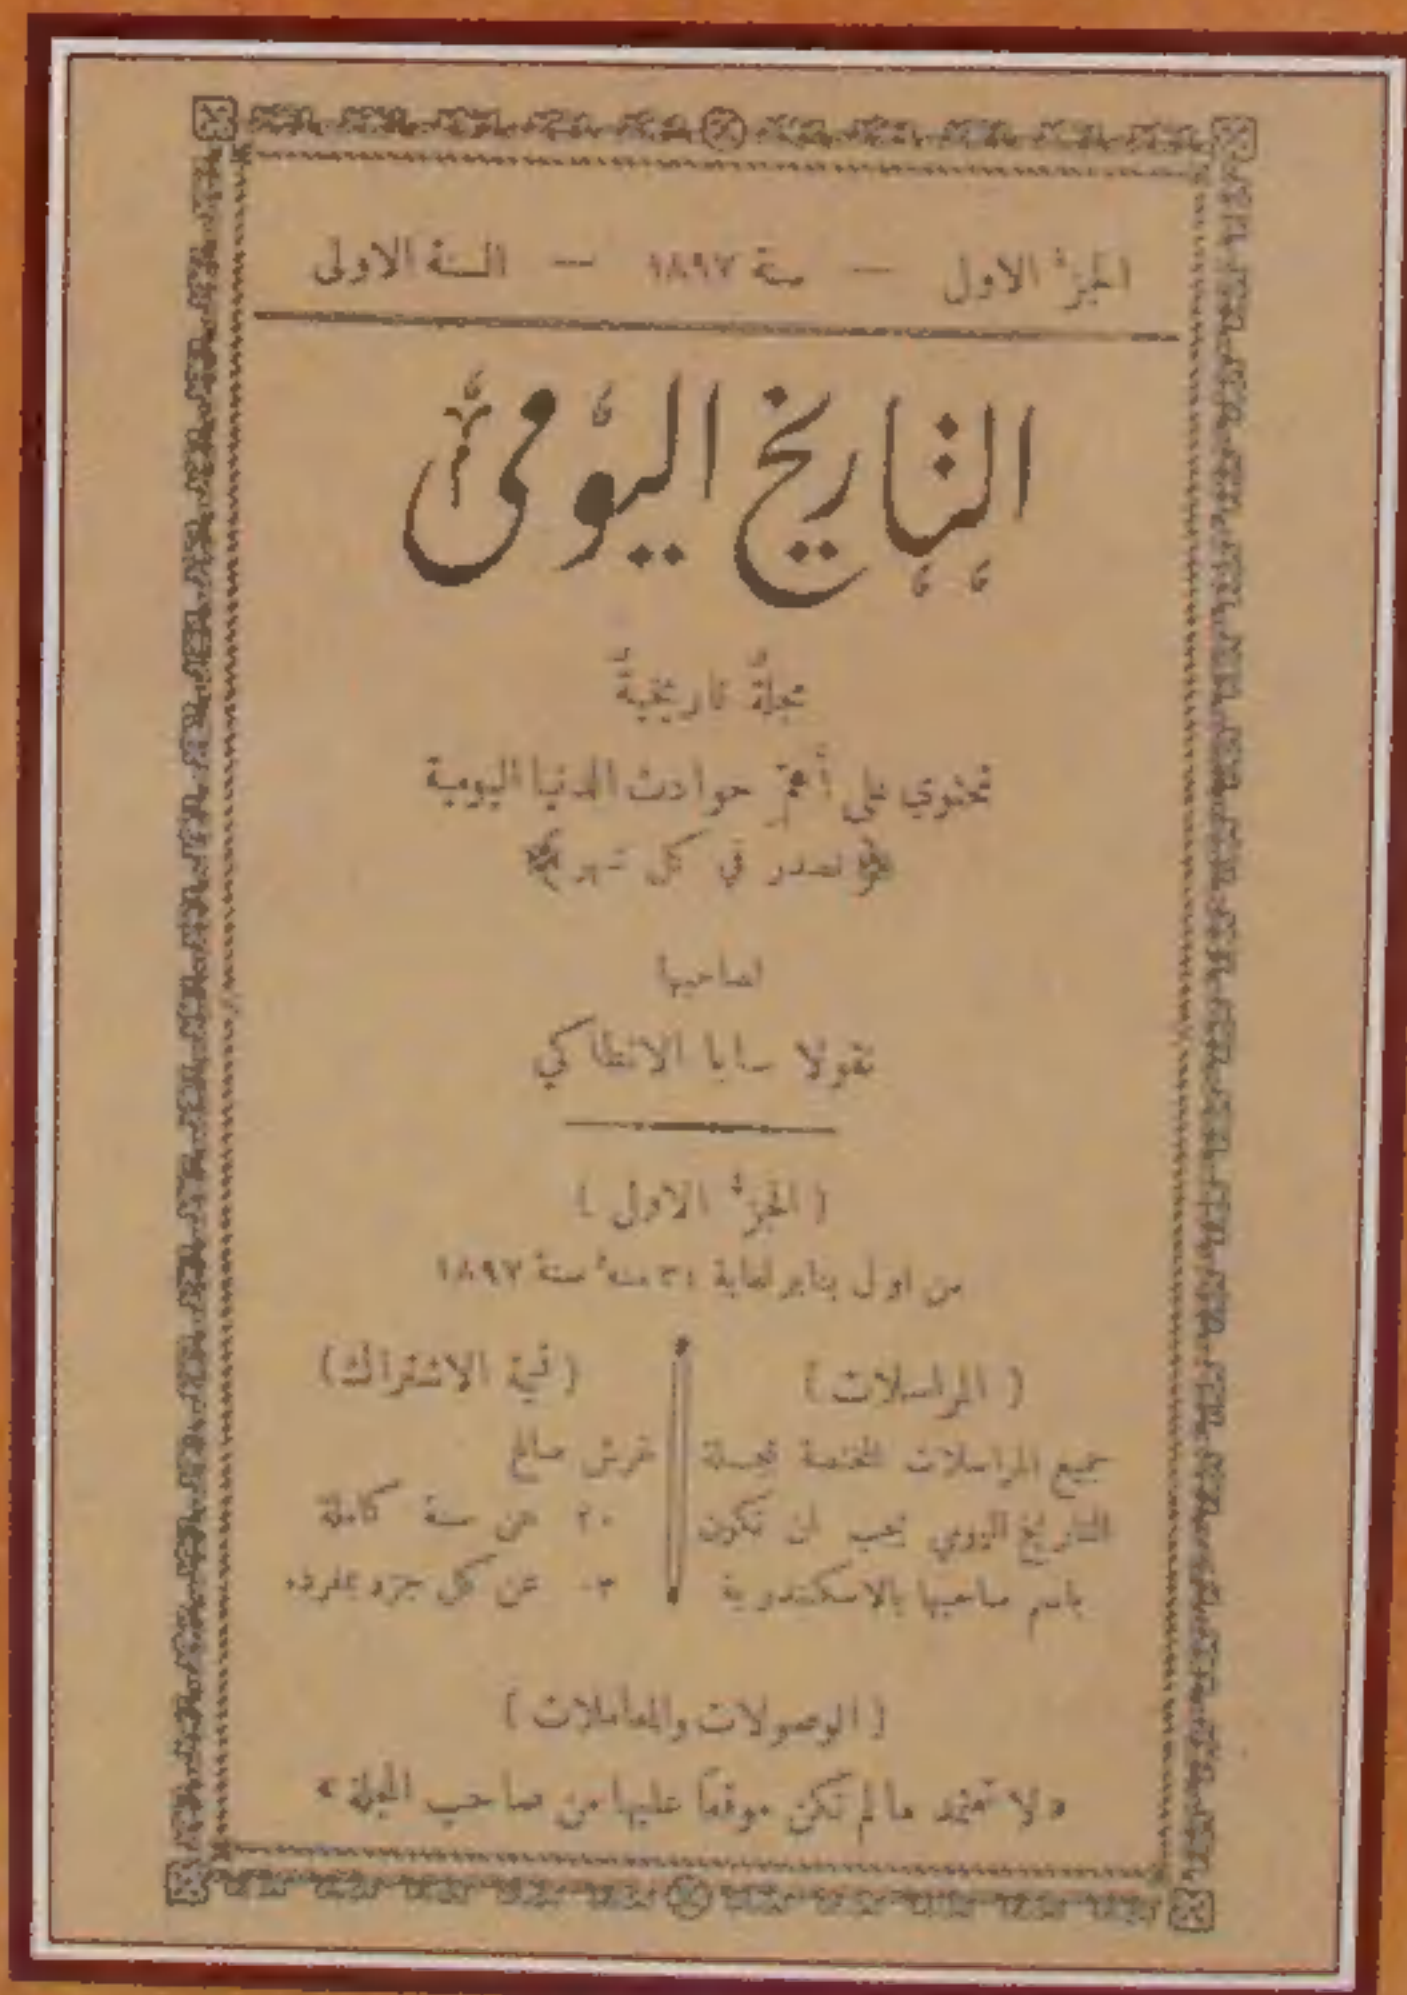 الجزء الاول — سنة ١٨٩٧ — السنة الاولى
التاريخ اليومي
مجلة تاريخية
تحتوي على أهم حوادث الدنيا اليومية
﴿تصدر في كل شهر﴾
لصاحبها
نقولا سابا الانطاكي
( الجزء الاول )
من اول يناير لغاية ٣١ منه سنة ١٨٩٧
( المراسلات )
جميع المراسلات المختصة بمجلة
التاريخ اليومي يجب ان تكون
باسم صاحبها بالاسكندرية
(قيمة الاشتراك)
غرش صاغ
٢٠ عن سنة كاملة
عن كل جزء بمفرده
( الوصولات والمعاملات )
«لا تعتمد ما لم تكن موقعا عليها من صاحب المجلة»